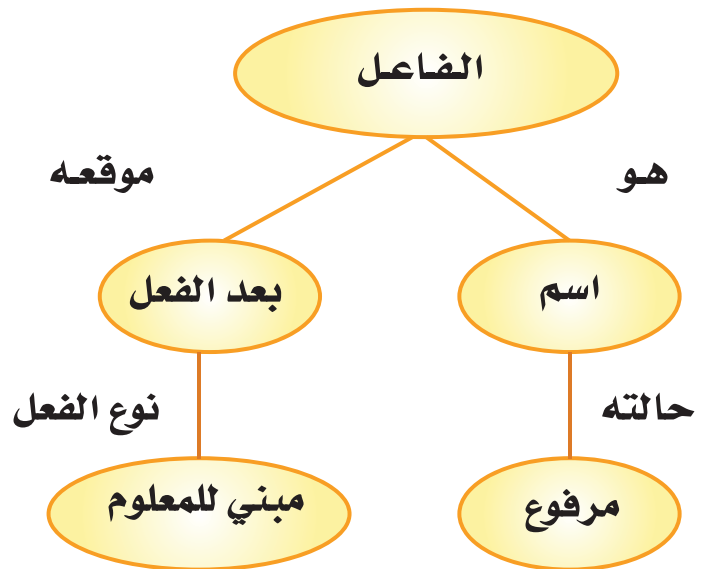 الفاعل
هو
موقعه
اسم
بعد الفعل
حالته
نوع الفعل
مرفوع
مبني للمعلوم